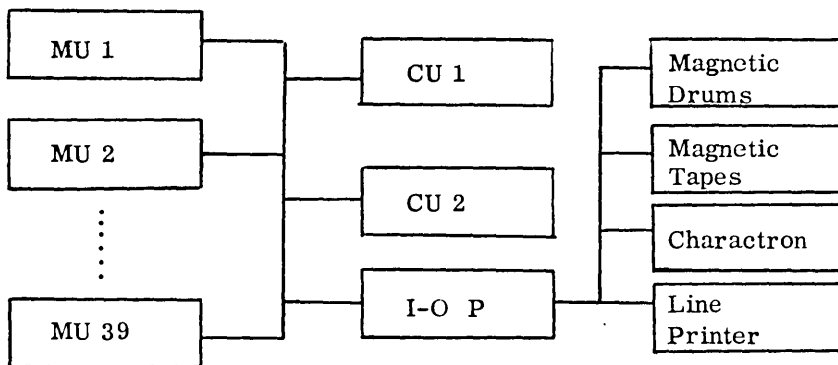 MU 1
MU 2
MU 39
CU 1
CU 2
I-O P
Magnetic
Drums
Magnetic
Tapes
Charactron
Line
Printer